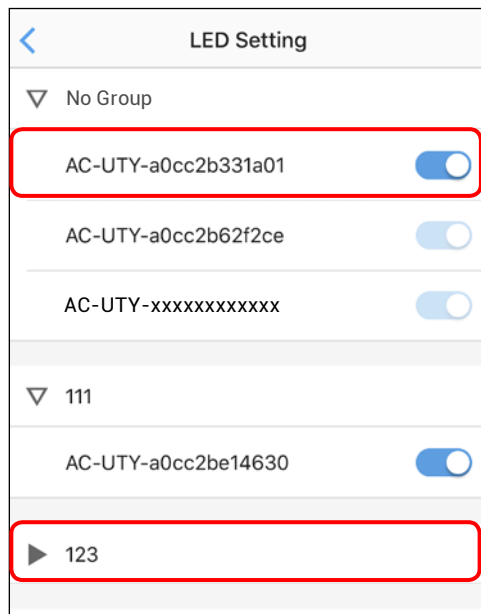 LED Setting
No Group
AC-UTY-a0cc2b331a01
AC-UTY-a0cc2b62f2ce
AC-UTY-xxxxxxxxxxxx
111
AC-UTY-a0cc2be14630
123